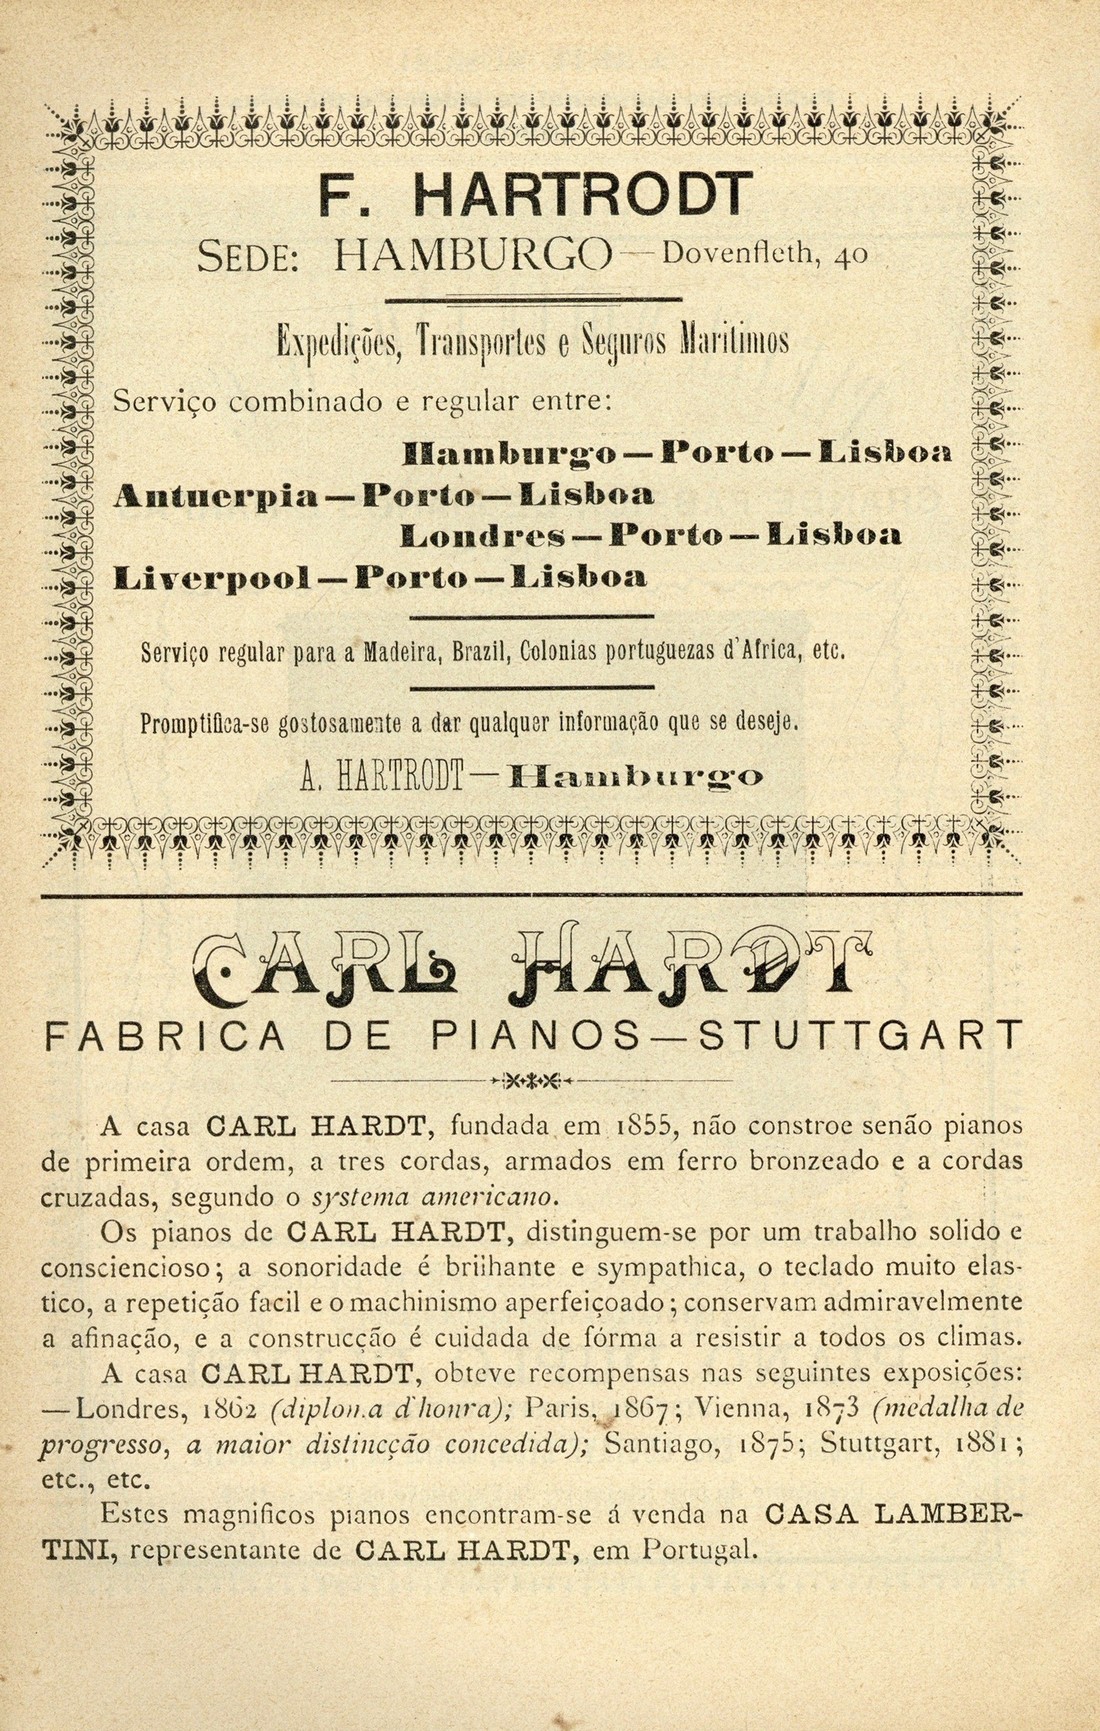 F. HARTRODT
SEDE: HAMBURGO — Dovenfleth, 40
Expedições, Transportes e Seguros Maritimos
Serviço combinado e regular entre:
Hamburgo — Porto — Lisboa
Antuerpia — Porto — Lisboa
Londres — Porto — Lisboa
Liverpool — Porto — Lisboa
Serviço regular para a Madeira, Brazil, Colonias portuguezas d'Africa, etc.
Promptifica-se gostosamente a dar qualquer informação que se deseje.
A. HARTRODT — Hamburgo
CARL HARDT
FABRICA DE PIANOS — STUTTGART
A casa CARL HARDT, fundada em 1855, não constroe senão pianos
de primeira ordem, a tres cordas, armados em ferro bronzeado e a cordas
cruzadas, segundo o systema americano.
Os pianos de CARL HARDT, distinguem-se por um trabalho solido e
consciencioso; a sonoridade é briihante e sympathica, o teclado muito elas-
tico, a repetição facil e o machinismo aperfeiçoado; conservam admiravelmente
a afinação, e a construcção é cuidada de fórma a resistir a todos os climas.
A casa CARL HARDT, obteve recompensas nas seguintes exposições:
— Londres, 1862 (diploma d'honra); Paris, 1867; Vienna, 1873 (medalha de
progresso, a maior distincção concedida); Santiago, 1875; Stuttgart, 1881;
etc., etc.
Estes magnificos pianos encontram-se á venda na CASA LAMBER-
TINI, representante de CARL HARDT, em Portugal.